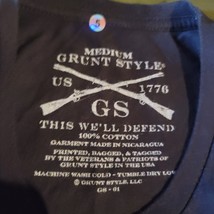 MEDIUM
GRUNT STYLE®
US 1776
GS
THIS WE'LL DEFEND
100% COTTON
GARMENT MADE IN NICARAGUA
PRINTED, DAGGED, & TAGGED
BY THE VETERANS & PATRIOTS OF
GRUNT STYLE IN THE USA
MACHINE WASH COLD - TUMBLE DRY LOW
© GRUNT STYLE, LLC
GS - 01